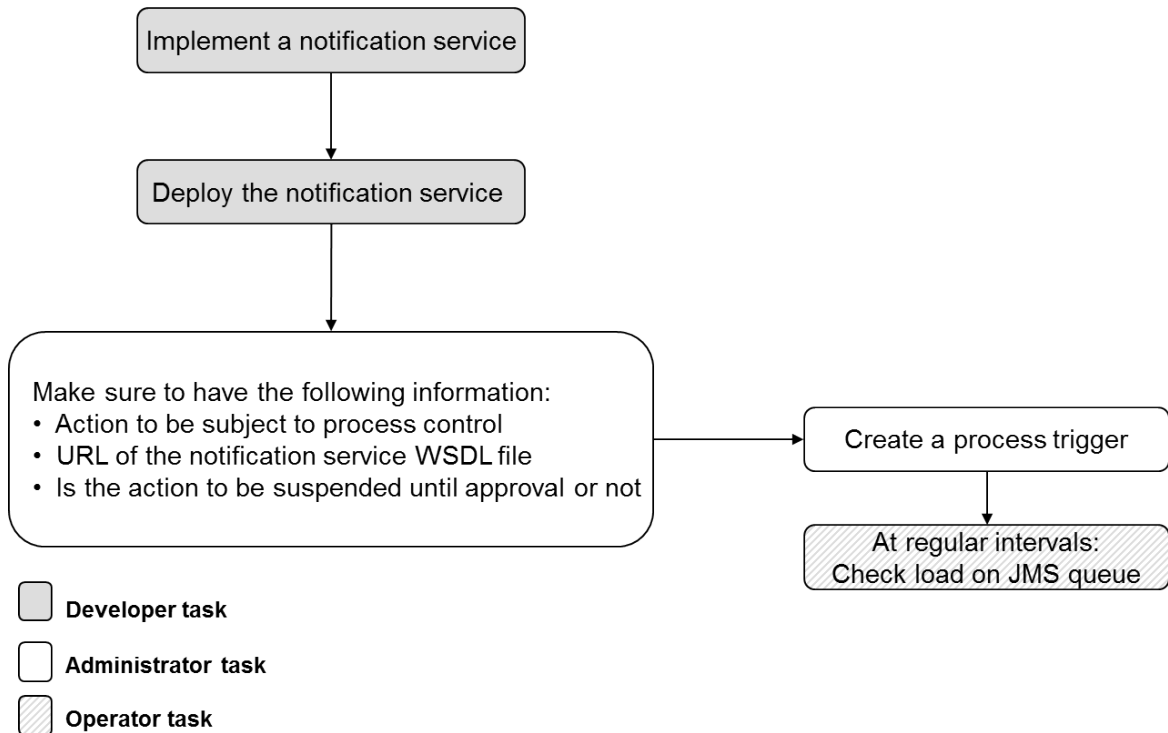 Implement a notification service
Deploy the notification service
Make sure to have the following information:
• Action to be subject to process control
• URL of the notification service WSDL file
• Is the action to be suspended until approval or not
Create a process trigger
At regular intervals:
Check load on JMS queue
Developer task
Administrator task
Operator task